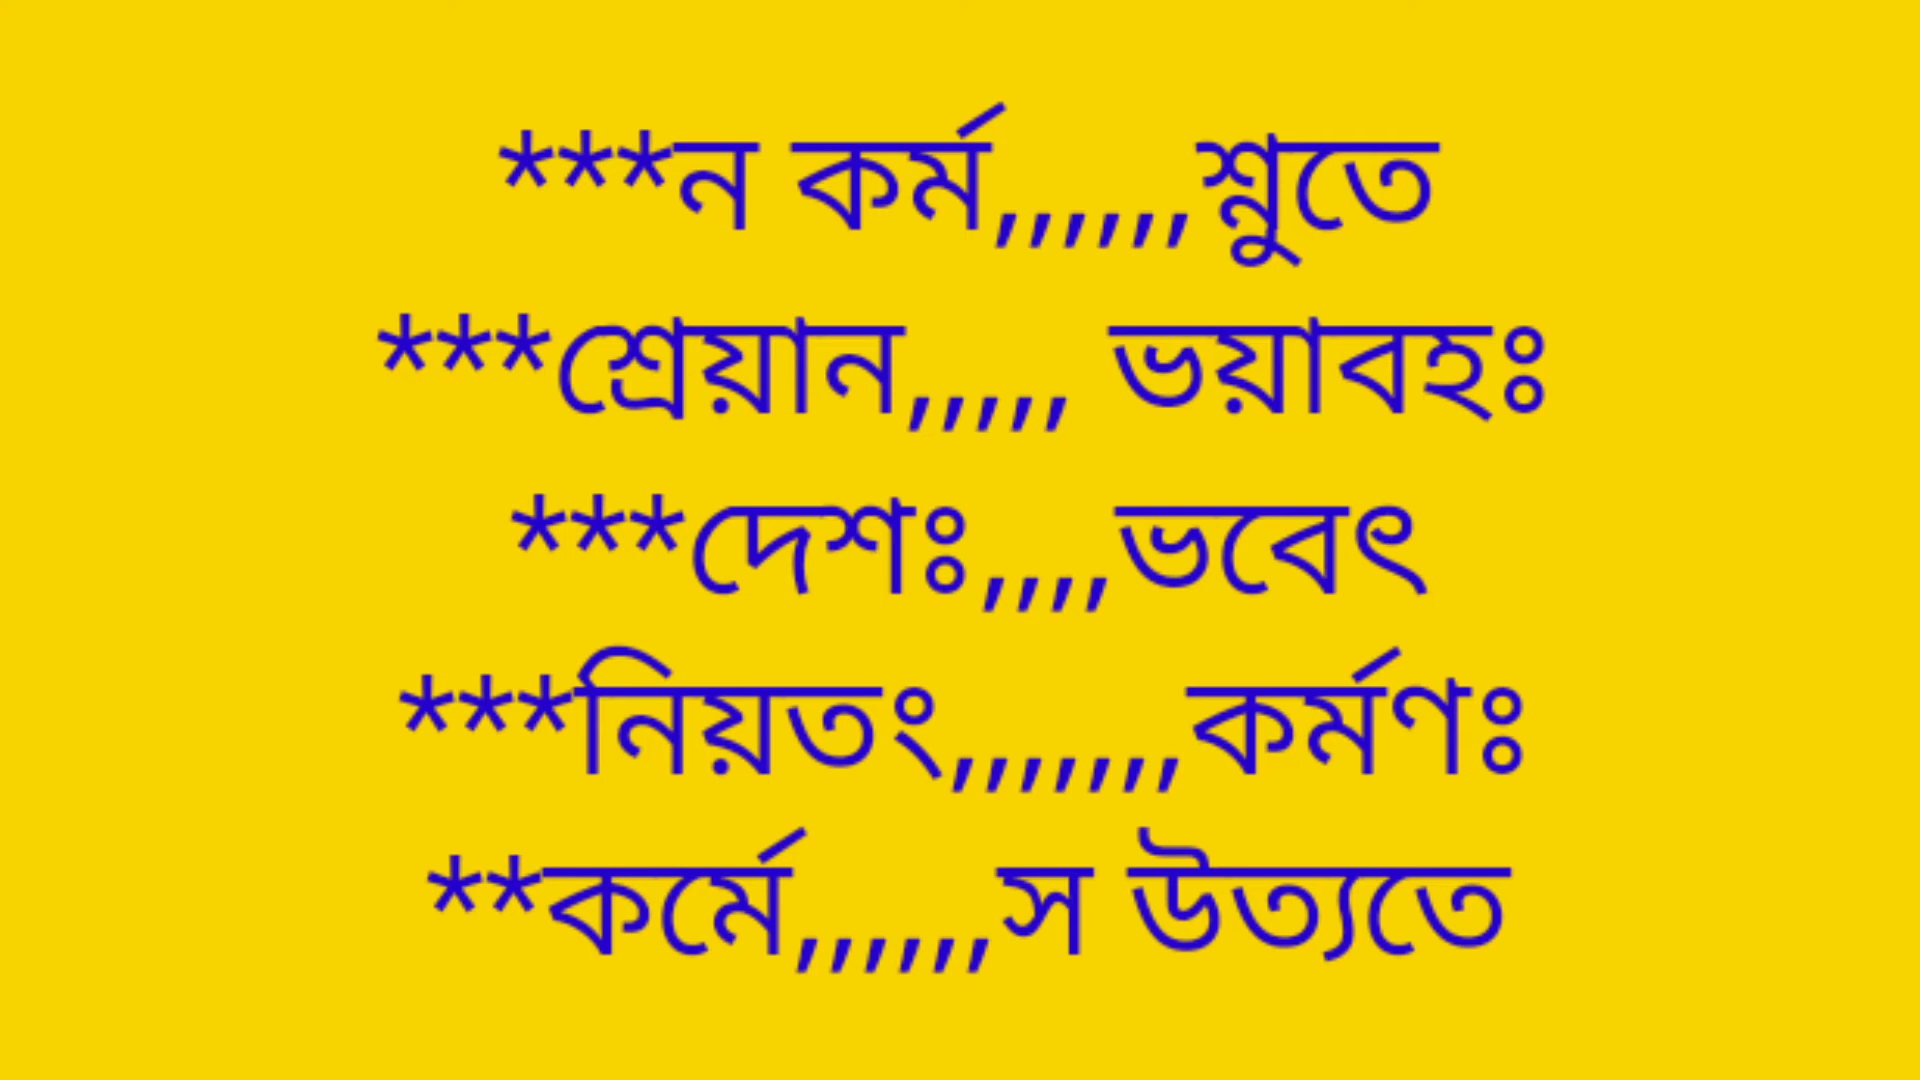 ***ন কর্ম,,,,,,শ্নুতে
***শ্রেয়ান,,,,, ভয়াবহঃ
***দেশঃ,,,,ভবেৎ
***নিয়তং,,,,,,,কর্মণঃ
**কর্মে,,,,,,স উত্যতে